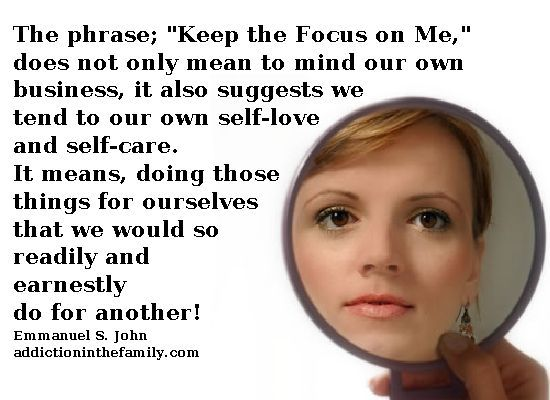 The phrase; "Keep the Focus on Me,"
does not only mean to mind our own
business, it also suggests we
tend to our own self-love
and self-care.
It means, doing those
things for ourselves
that we would so
readily and
earnestly
do for another!
Emmanuel S. John
addictioninthefamily.com